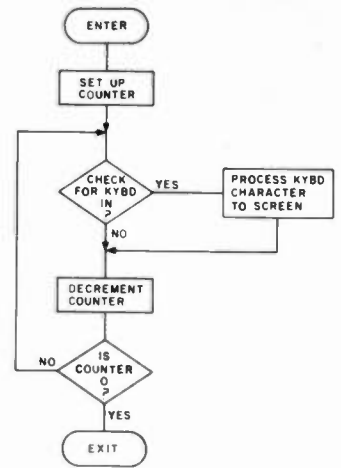 ENTER
SET UP
COUNTER
CHECK
FOR KYBD
IN
?
YES
PROCESS KYBD
CHARACTER
TO SCREEN
NO
DECREMENT
COUNTER
NO
IS
COUNTER
0
?
YES
EXIT